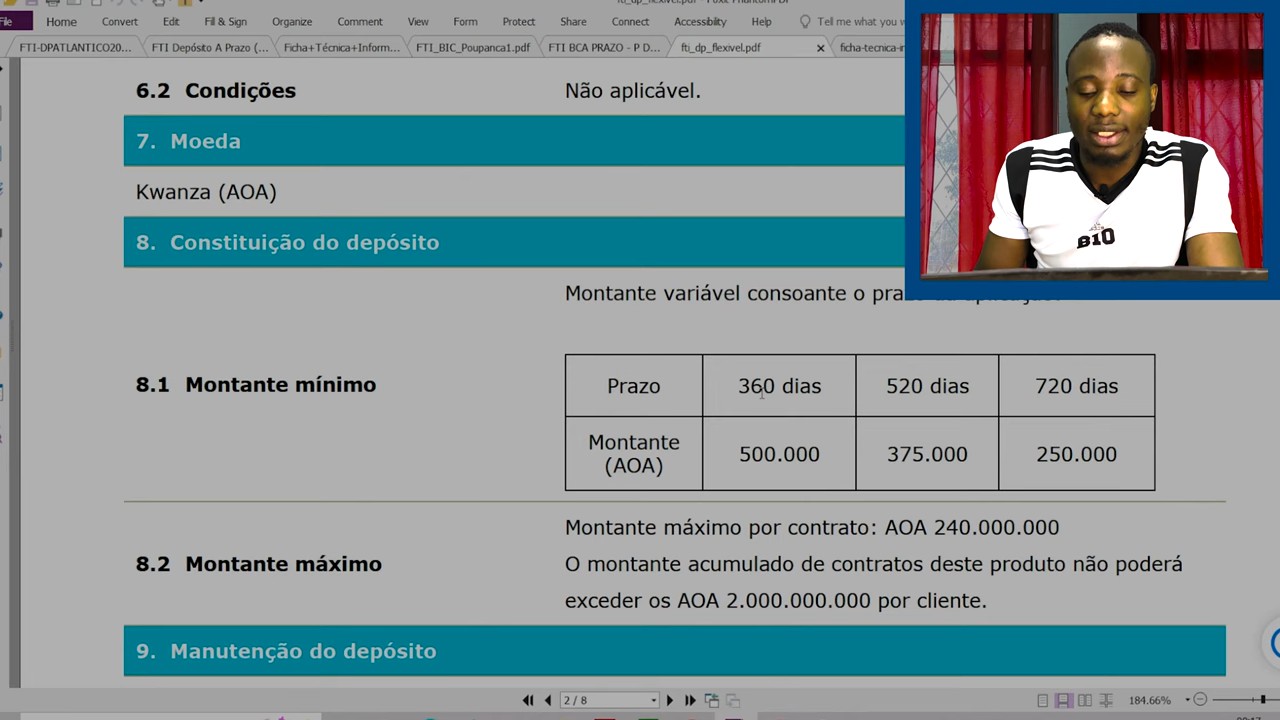 File
Home Convert Edit Fill & Sign Organize Comment View Form Protect Share Connect Accessibility Help Tell me what
FTI-DPATLANTICO20... FTI Depósito A Prazo (... Ficha+Técnica+Inform... FTI_BIC_Poupanca1.pdf FTI BCA PRAZO - P D... fti_dp_flexivel.pdf × ficha-tecnica-in
6.2 Condições Não aplicável.
7. Moeda
Kwanza (AOA)
8. Constituição do depósito
B10
Montante variável consoante o prazo da aplicação.
8.1 Montante mínimo
Prazo 360 dias 520 dias 720 dias
Montante (AOA) 500.000 375.000 250.000
8.2 Montante máximo
Montante máximo por contrato: AOA 240.000.000
O montante acumulado de contratos deste produto não poderá
exceder os AOA 2.000.000.000 por cliente.
9. Manutenção do depósito
2 / 8 184.66%